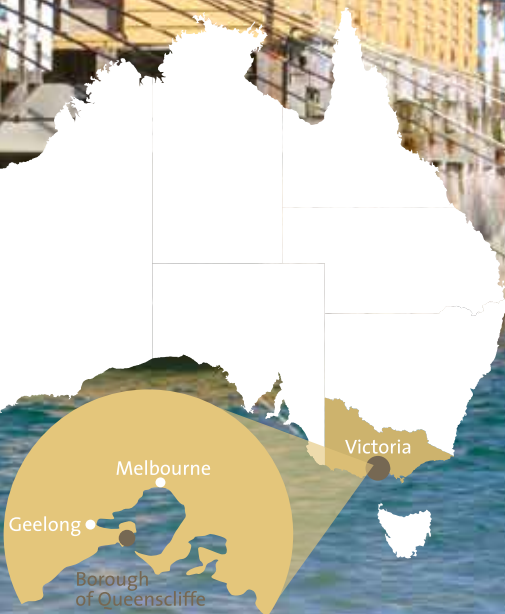 Victoria
Melbourne
Geelong
Borough
of Queenscliffe